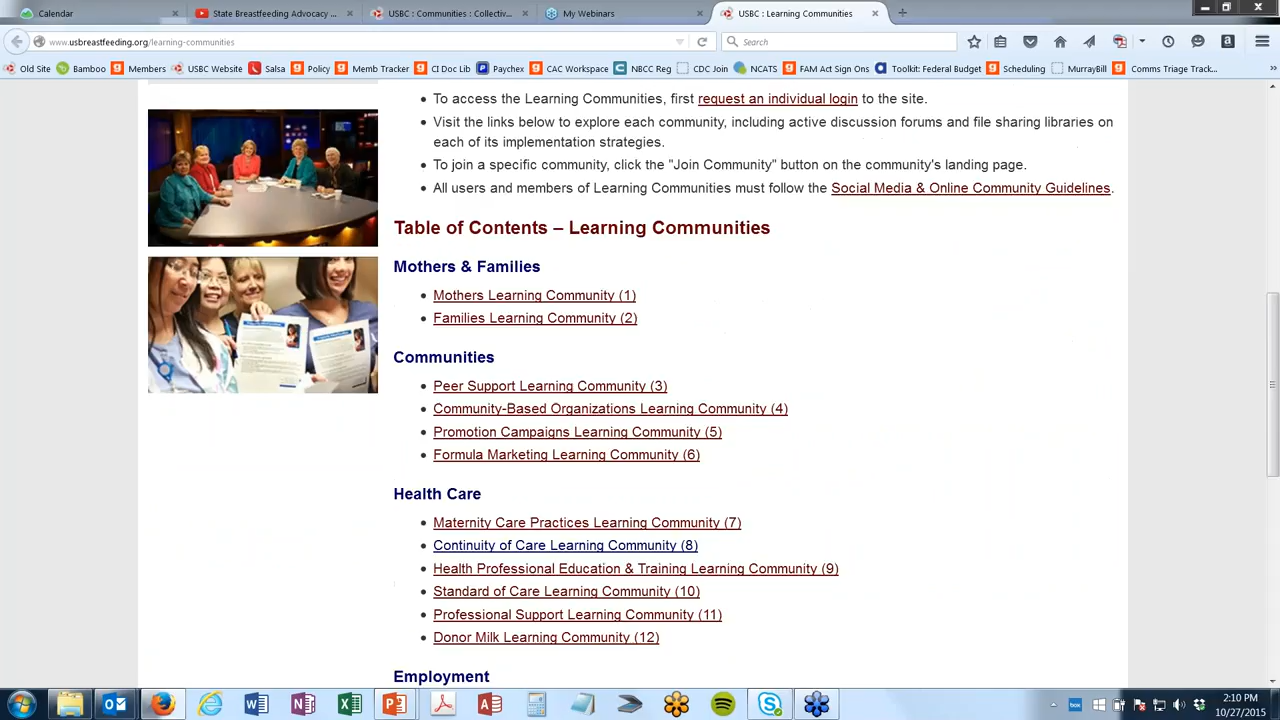 Calendar
State Breastfeeding Advocacy ...
USBC : Communities : Collectiv...
My Webinars
USBC : Learning Communities
www.usbreastfeeding.org/learning-communities
Search
Old Site
Bamboo
Members
USBC Website
Salsa
Policy
Memb Tracker
CI Doc Lib
Paychex
CAC Workspace
NBCC Reg
CDC Join
NCATS
FAM Act Sign Ons
Toolkit: Federal Budget
Scheduling
MurrayBill
Comms Triage Track...
• To access the Learning Communities, first request an individual login to the site.
• Visit the links below to explore each community, including active discussion forums and file sharing libraries on
each of its implementation strategies.
• To join a specific community, click the "Join Community" button on the community's landing page.
• All users and members of Learning Communities must follow the Social Media & Online Community Guidelines.
Table of Contents – Learning Communities
Mothers & Families
• Mothers Learning Community (1)
• Families Learning Community (2)
Communities
• Peer Support Learning Community (3)
• Community-Based Organizations Learning Community (4)
• Promotion Campaigns Learning Community (5)
• Formula Marketing Learning Community (6)
Health Care
• Maternity Care Practices Learning Community (7)
• Continuity of Care Learning Community (8)
• Health Professional Education & Training Learning Community (9)
• Standard of Care Learning Community (10)
• Professional Support Learning Community (11)
• Donor Milk Learning Community (12)
Employment
2:10 PM
10/27/2015